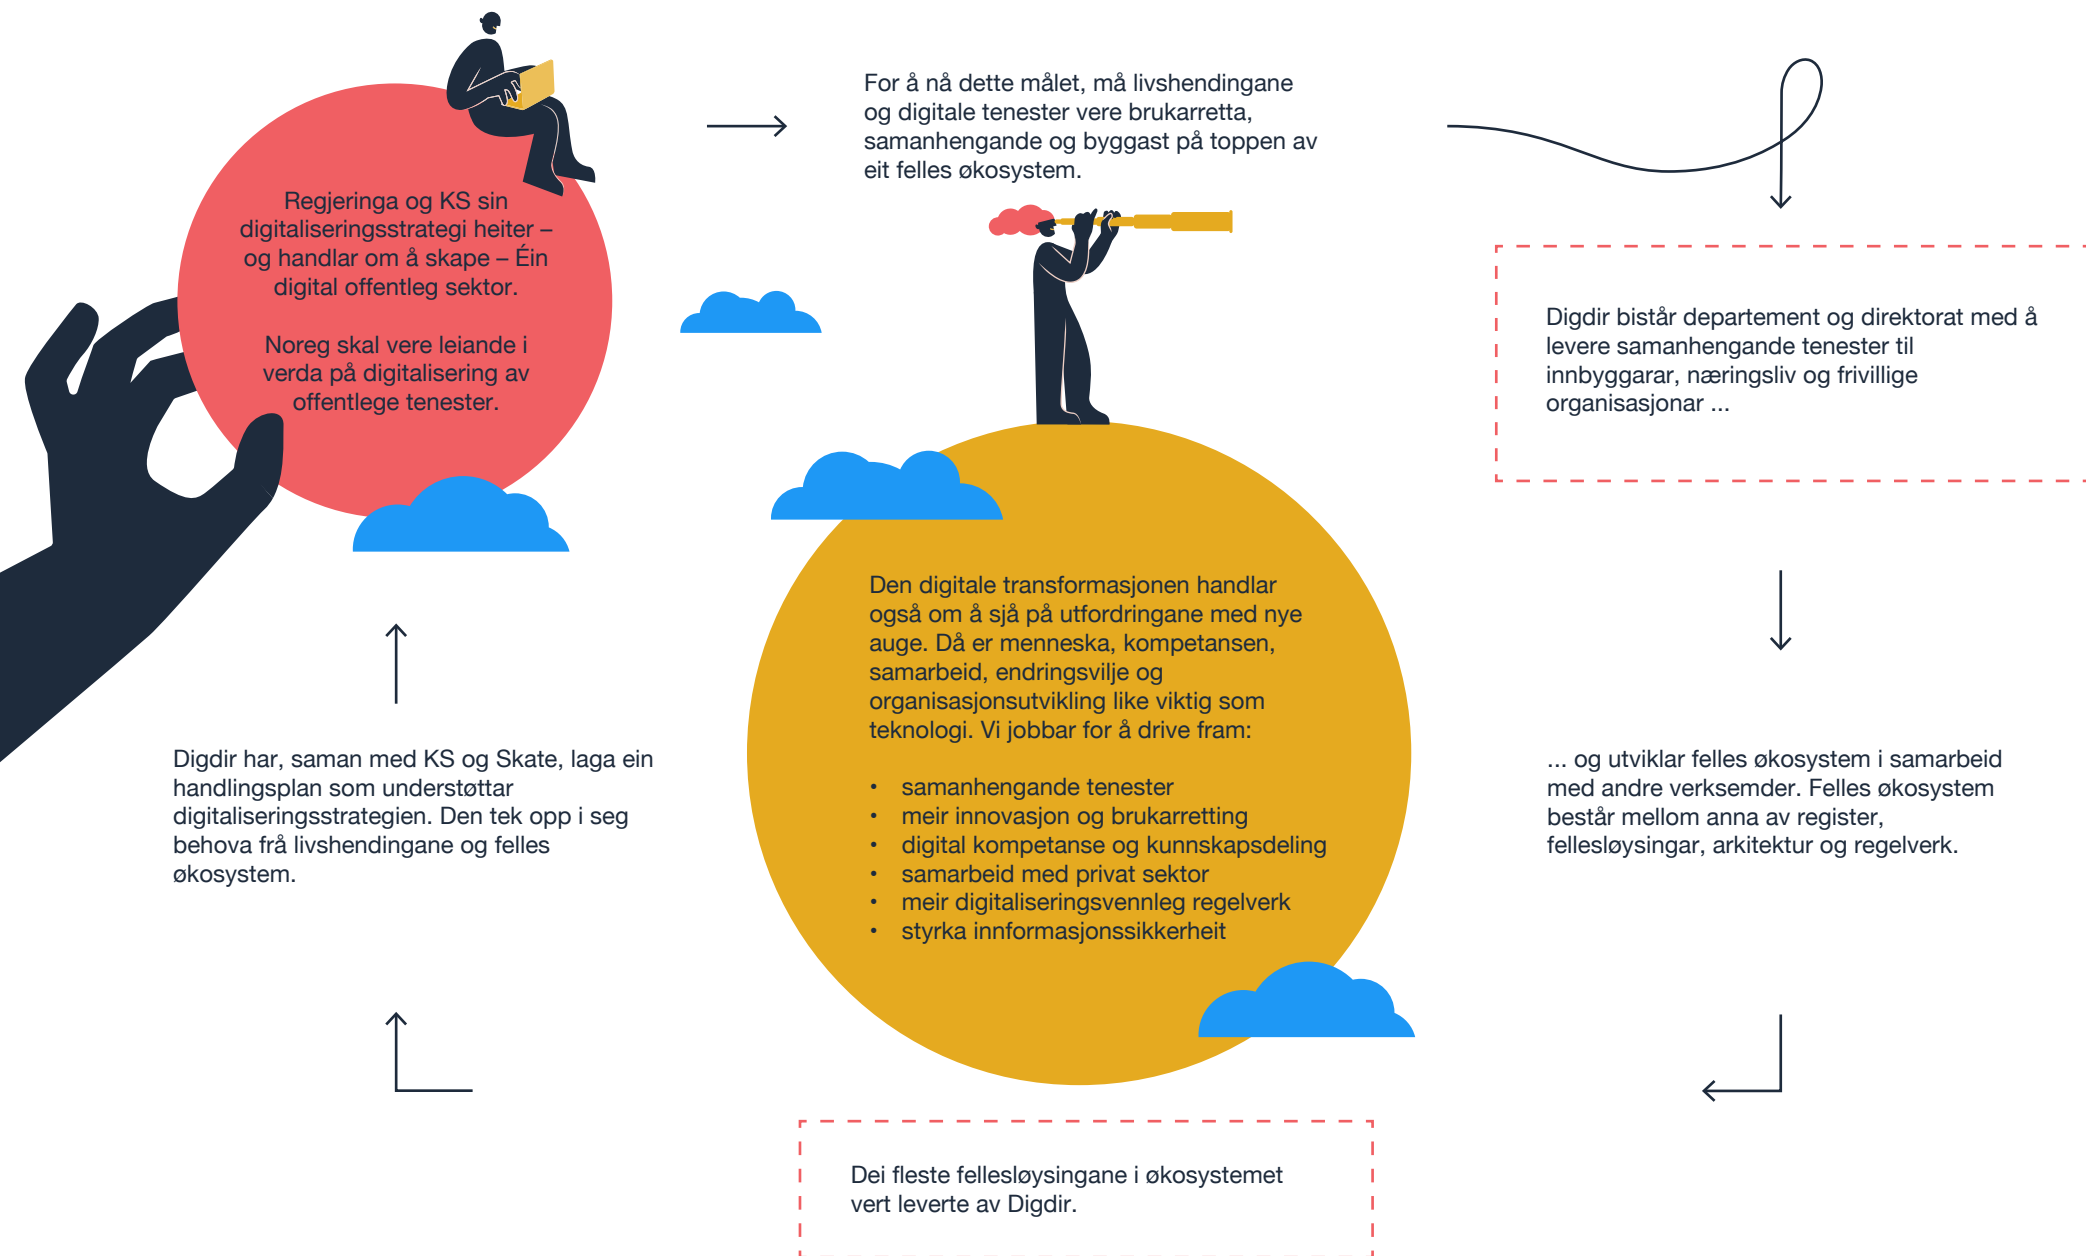 Regjeringa og KS sin
digitaliseringsstrategi heiter –
og handlar om å skape – Éin
digital offentleg sektor.
Noreg skal vere leiande i
verda på digitalisering av
offentlege tenester.
For å nå dette målet, må livshendingane
og digitale tenester vere brukarretta,
samanhengande og byggast på toppen av
eit felles økosystem.
Digdir bistår departement og direktorat med å
levere samanhengande tenester til
innbyggarar, næringsliv og frivillige
organisasjonar ...
... og utviklar felles økosystem i samarbeid
med andre verksemder. Felles økosystem
består mellom anna av register,
fellesløysingar, arkitektur og regelverk.
Dei fleste fellesløysingane i økosystemet
vert leverte av Digdir.
Digdir har, saman med KS og Skate, laga ein
handlingsplan som understøttar
digitaliseringsstrategien. Den tek opp i seg
behova frå livshendingane og felles
økosystem.
Den digitale transformasjonen handlar
også om å sjå på utfordringane med nye
auge. Då er menneska, kompetansen,
samarbeid, endringsvilje og
organisasjonsutvikling like viktig som
teknologi. Vi jobbar for å drive fram:
• samanhengande tenester
• meir innovasjon og brukarretting
• digital kompetanse og kunnskapsdeling
• samarbeid med privat sektor
• meir digitaliseringsvennleg regelverk
• styrka innformasjonssikkerheit